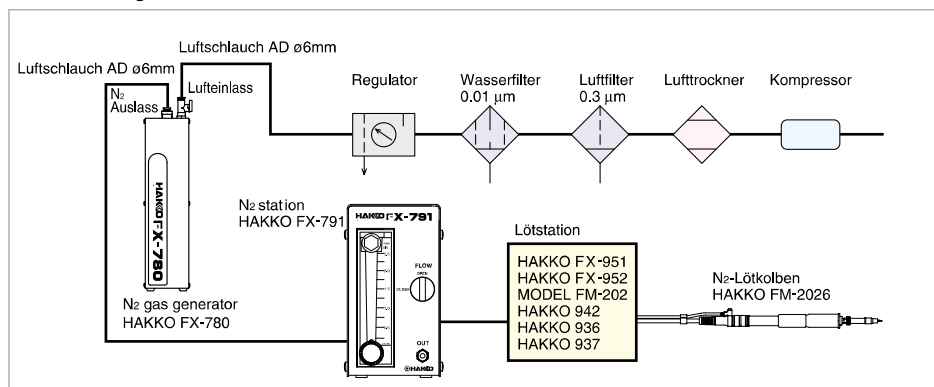 Luftschlauch AD ø6mm
Luftschlauch AD ø6mm
N2
Auslass
Lufteinlass
Regulator
Wasserfilter
0.01 µm
Luftfilter
0.3 µm
Lufttrockner
Kompressor
HAKKO FX-780
N2 gas generator
HAKKO FX-780
N2 station
HAKKO FX-791
HAKKO FX-791
FLOW
OPEN
OUT
HAKKO
Lötstation
HAKKO FX-951
HAKKO FX-952
MODEL FM-202
HAKKO 942
HAKKO 936
HAKKO 937
N2-Lötkolben
HAKKO FM-2026